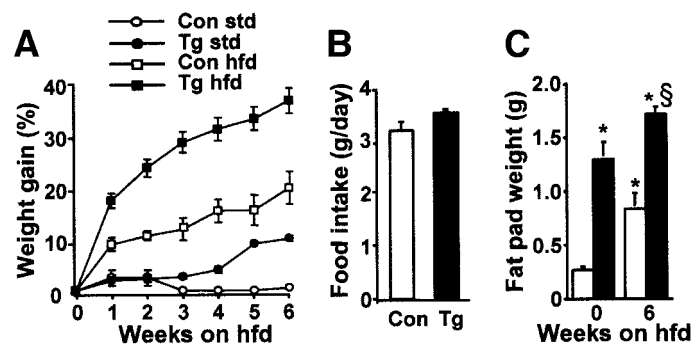 A
Con std
Tg std
Con hfd
Tg hfd
Weight gain (%)
40
30
20
10
0
0 1 2 3 4 5 6
Weeks on hfd
B
Food intake (g/day)
4
3
2
1
0
Con Tg
C
Fat pad weight (g)
2.0
1.5
1.0
0.5
0
* * *§
0 6
Weeks on hfd